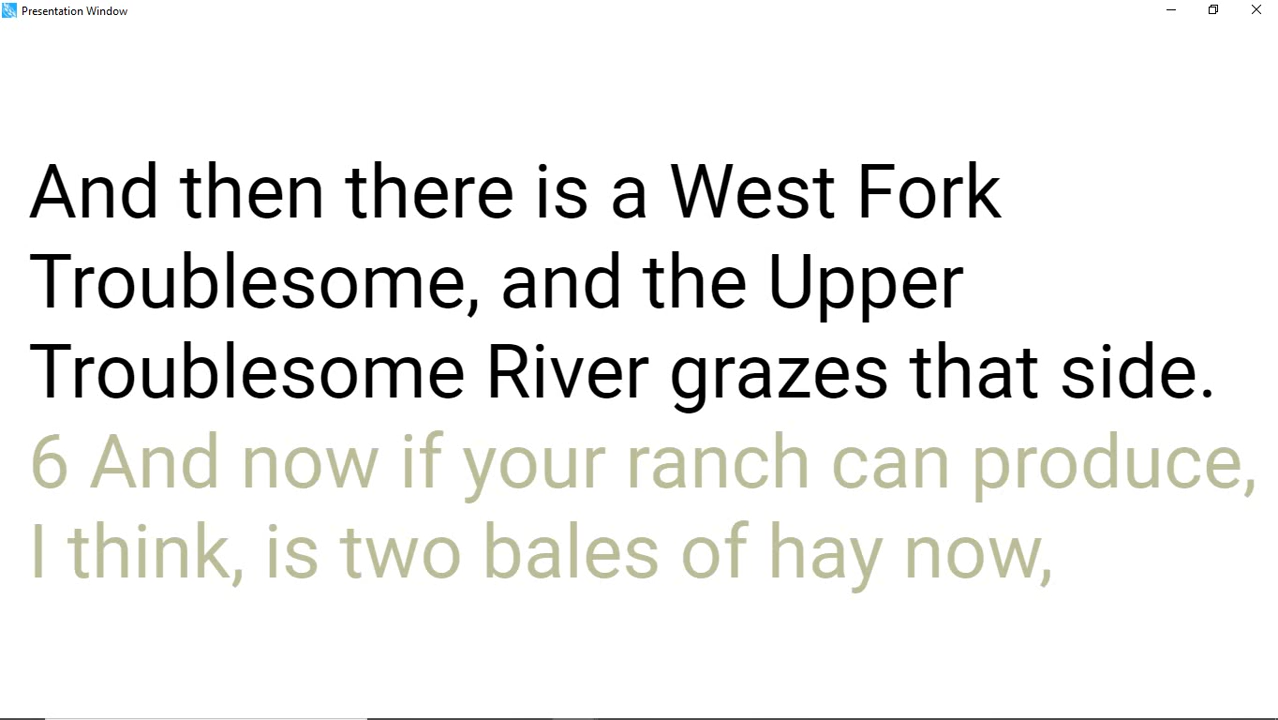 Presentation Window
And then there is a West Fork
Troublesome, and the Upper
Troublesome River grazes that side.
6 And now if your ranch can produce,
I think, is two bales of hay now,